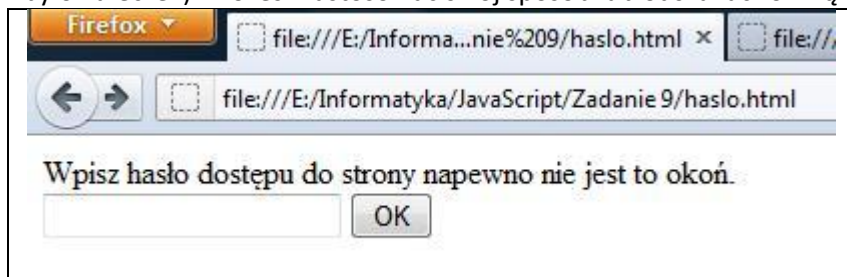 Firefox
file:///E:/Informa...nie%209/haslo.html × file:///
file:///E:/Informatyka/JavaScript/Zadanie 9/haslo.html
Wpisz hasło dostępu do strony napewno nie jest to okoń.
OK